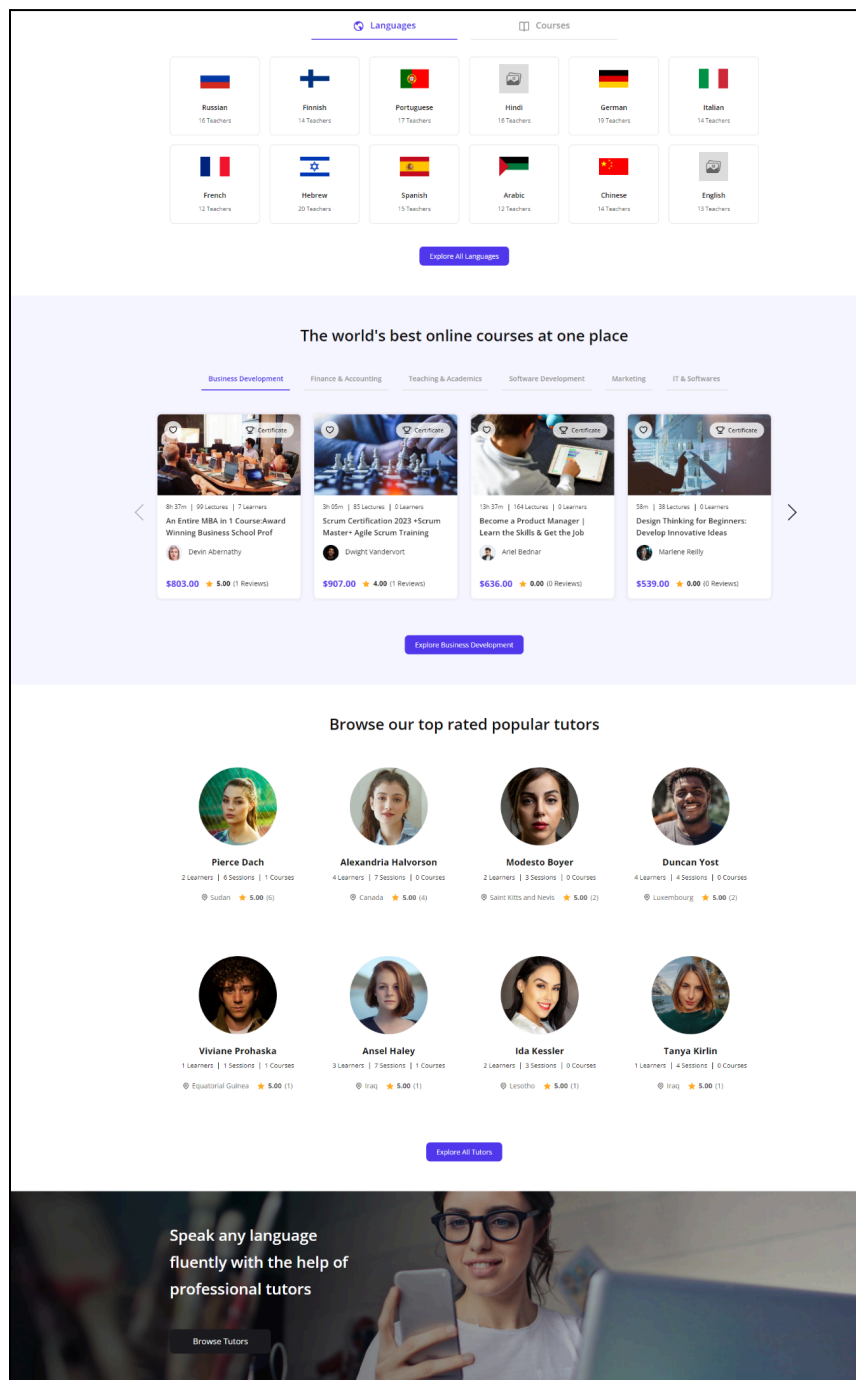 Languages Courses
Russian Finnish Portuguese Hindi German Italian
16 Teachers 14 Teachers 17 Teachers 16 Teachers 19 Teachers 14 Teachers
French Hebrew Spanish Arabic Chinese English
12 Teachers 20 Teachers 15 Teachers 12 Teachers 14 Teachers 13 Teachers
Explore All Languages
The world's best online courses at one place
Business Development Finance & Accounting Teaching & Academics Software Development Marketing IT & Softwares
Certificate Certificate Certificate Certificate
8h 37m | 99 Lectures | 7 Learners
An Entire MBA in 1 Course:Award
Winning Business School Prof
Devin Abernathy
$803.00 5.00 (1 Reviews)
3h 05m | 85 Lectures | 0 Learners
Scrum Certification 2023 +Scrum
Master+ Agile Scrum Training
Dwight Vandervort
$907.00 4.00 (1 Reviews)
13h 37m | 164 Lectures | 0 Learners
Become a Product Manager |
Learn the Skills & Get the Job
Ariel Bednar
$636.00 0.00 (0 Reviews)
58m | 38 Lectures | 0 Learners
Design Thinking for Beginners:
Develop Innovative Ideas
Marlene Reilly
$539.00 0.00 (0 Reviews)
Explore Business Development
Browse our top rated popular tutors
Pierce Dach
2 Learners | 6 Sessions | 1 Courses
Sudan 5.00 (6)
Alexandria Halvorson
4 Learners | 7 Sessions | 0 Courses
Canada 5.00 (4)
Modesto Boyer
2 Learners | 3 Sessions | 0 Courses
Saint Kitts and Nevis 5.00 (2)
Duncan Yost
4 Learners | 4 Sessions | 0 Courses
Luxembourg 5.00 (2)
Viviane Prohaska
1 Learners | 1 Sessions | 1 Courses
Equatorial Guinea 5.00 (1)
Ansel Haley
3 Learners | 7 Sessions | 1 Courses
Iraq 5.00 (1)
Ida Kessler
2 Learners | 3 Sessions | 0 Courses
Lesotho 5.00 (1)
Tanya Kirlin
1 Learners | 4 Sessions | 0 Courses
Iraq 5.00 (1)
Explore All Tutors
Speak any language
fluently with the help of
professional tutors
Browse Tutors